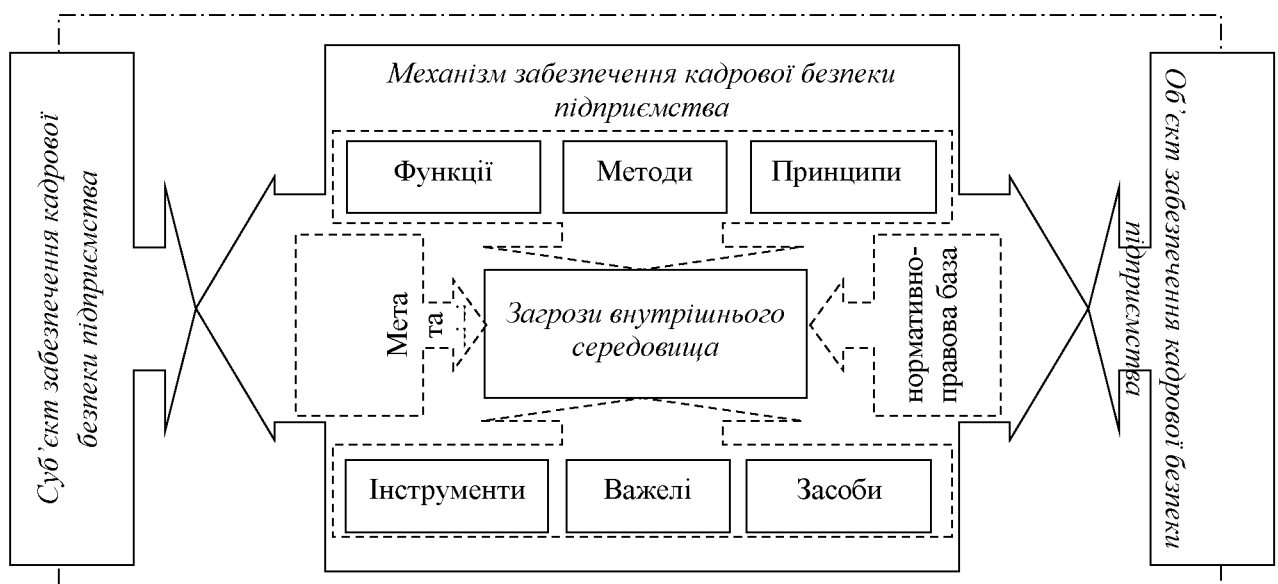 Суб’єкт забезпечення кадрової
безпеки підприємства
Механізм забезпечення кадрової безпеки
підприємства
Функції
Методи
Принципи
Мета
та
Загрози внутрішнього
середовища
нормативно-
правова база
Інструменти
Важелі
Засоби
Об’єкт забезпечення кадрової безпеки
підприємства